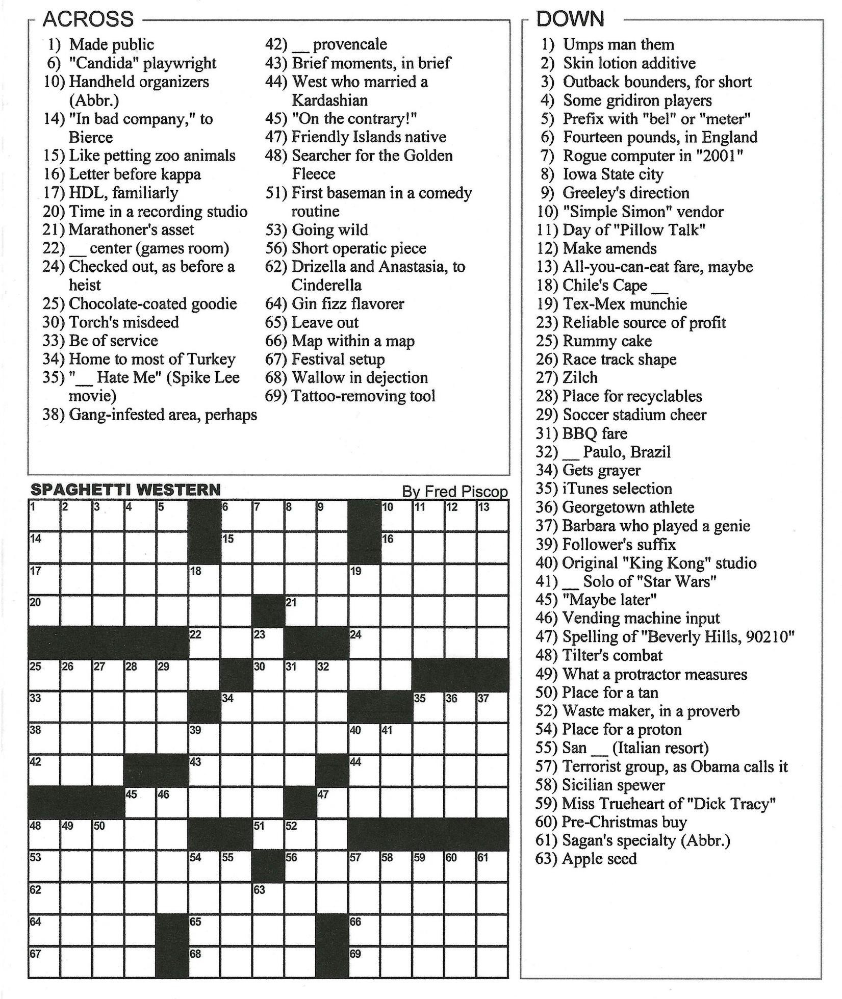 ACROSS
1) Made public
6) "Candida" playwright
10) Handheld organizers
(Abbr.)
14) "In bad company," to
Bierce
15) Like petting zoo animals
16) Letter before kappa
17) HDL, familiarly
20) Time in a recording studio
21) Marathoner's asset
22) __ center (games room)
24) Checked out, as before a
heist
25) Chocolate-coated goodie
30) Torch's misdeed
33) Be of service
34) Home to most of Turkey
35) "__ Hate Me" (Spike Lee
movie)
38) Gang-infested area, perhaps
42) __ provencale
43) Brief moments, in brief
44) West who married a
Kardashian
45) "On the contrary!"
47) Friendly Islands native
48) Searcher for the Golden
Fleece
51) First baseman in a comedy
routine
53) Going wild
56) Short operatic piece
62) Drizella and Anastasia, to
Cinderella
64) Gin fizz flavorer
65) Leave out
66) Map within a map
67) Festival setup
68) Wallow in dejection
69) Tattoo-removing tool
DOWN
1) Umps man them
2) Skin lotion additive
3) Outback bounders, for short
4) Some gridiron players
5) Prefix with "bel" or "meter"
6) Fourteen pounds, in England
7) Rogue computer in "2001"
8) Iowa State city
9) Greeley's direction
10) "Simple Simon" vendor
11) Day of "Pillow Talk"
12) Make amends
13) All-you-can-eat fare, maybe
18) Chile's Cape __
19) Tex-Mex munchie
23) Reliable source of profit
25) Rummy cake
26) Race track shape
27) Zilch
28) Place for recyclables
29) Soccer stadium cheer
31) BBQ fare
32) __ Paulo, Brazil
34) Gets grayer
35) iTunes selection
36) Georgetown athlete
37) Barbara who played a genie
39) Follower's suffix
40) Original "King Kong" studio
41) __ Solo of "Star Wars"
45) "Maybe later"
46) Vending machine input
47) Spelling of "Beverly Hills, 90210"
48) Tilter's combat
49) What a protractor measures
50) Place for a tan
52) Waste maker, in a proverb
54) Place for a proton
55) San __ (Italian resort)
57) Terrorist group, as Obama calls it
58) Sicilian spewer
59) Miss Trueheart of "Dick Tracy"
60) Pre-Christmas buy
61) Sagan's specialty (Abbr.)
63) Apple seed
SPAGHETTI WESTERN By Fred Piscop
1 2 3 4 5 6 7 8 9 10 11 12 13
14 15 16
17 18 19
20 21
22 23 24
25 26 27 28 29 30 31 32
33 34 35 36 37
38 39 40 41
42 43 44
45 46 47
48 49 50 51 52
53 54 55 56 57 58 59 60 61
62 63
64 65 66
67 68 69